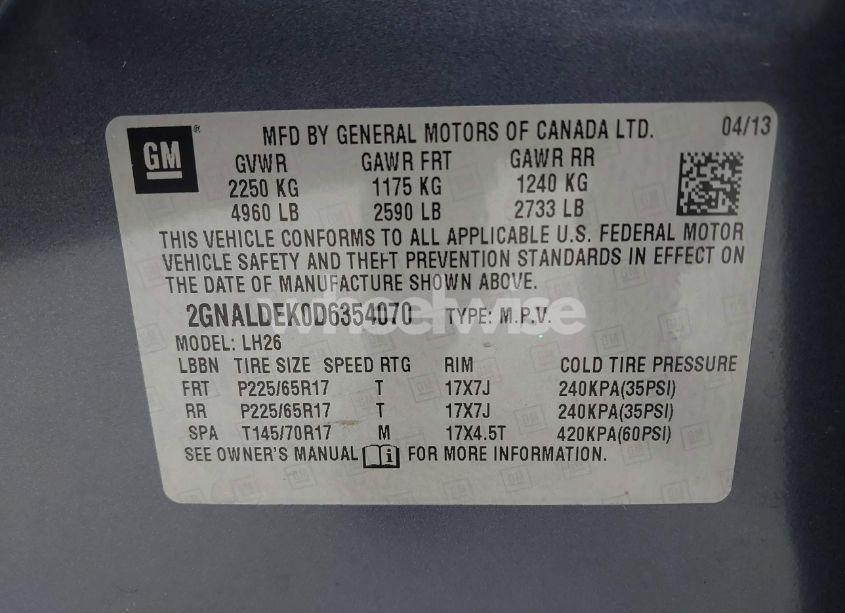 GM
MFD BY GENERAL MOTORS OF CANADA LTD. 04/13
GVWR GAWR FRT GAWR RR
2250 KG 1175 KG 1240 KG
4960 LB 2590 LB 2733 LB
THIS VEHICLE CONFORMS TO ALL APPLICABLE U.S. FEDERAL MOTOR
VEHICLE SAFETY AND THEFT PREVENTION STANDARDS IN EFFECT ON
THE DATE OF MANUFACTURE SHOWN ABOVE.
2GNALDEK0D6354070 TYPE: M.P.V.
wheelwise
MODEL: LH26
LBBN TIRE SIZE SPEED RTG RIM COLD TIRE PRESSURE
FRT P225/65R17 T 17X7J 240KPA(35PSI)
RR P225/65R17 T 17X7J 240KPA(35PSI)
SPA T145/70R17 M 17X4.5T 420KPA(60PSI)
SEE OWNER'S MANUAL FOR MORE INFORMATION.